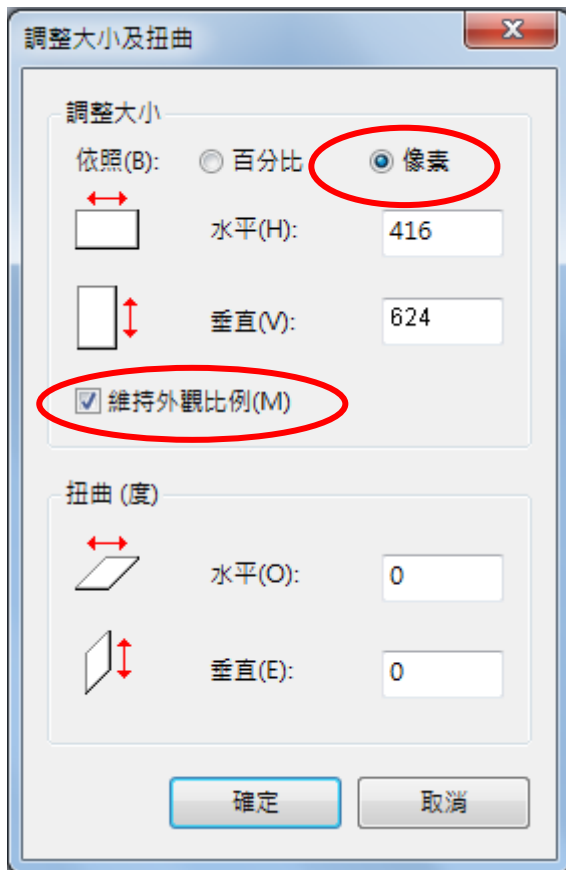 調整大小及扭曲
調整大小
依照(B): 百分比 像素
水平(H): 416
垂直(V): 624
維持外觀比例(M)
扭曲 (度)
水平(O): 0
垂直(E): 0
確定 取消